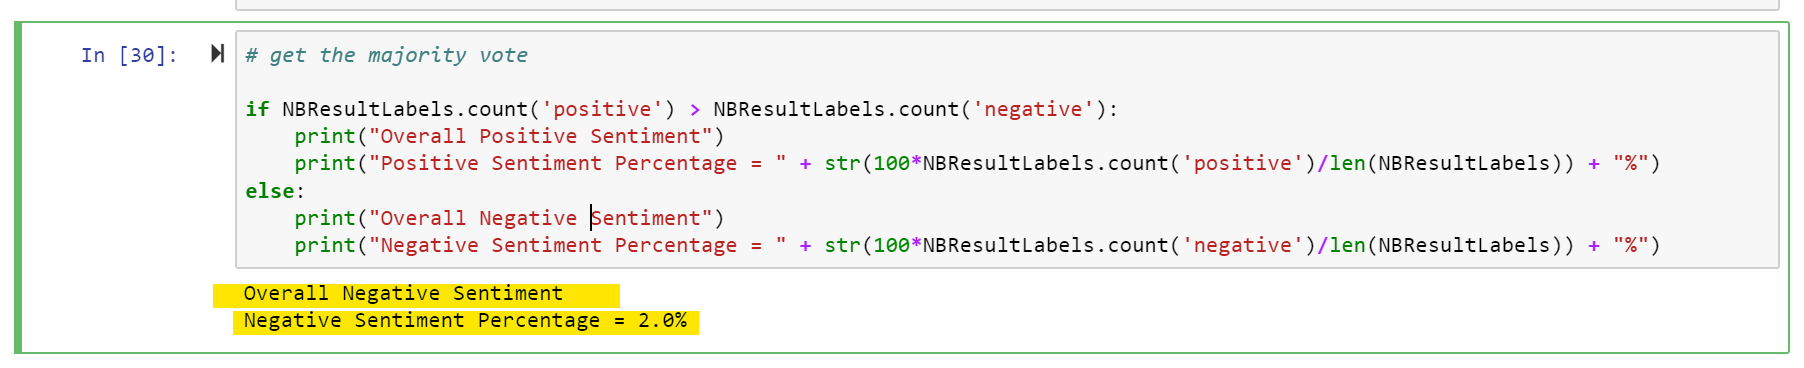 In [30]:
# get the majority vote
if NBResultLabels.count('positive') > NBResultLabels.count('negative'):
    print("Overall Positive Sentiment")
    print("Positive Sentiment Percentage = " + str(100*NBResultLabels.count('positive')/len(NBResultLabels)) + "%")
else:
    print("Overall Negative Sentiment")
    print("Negative Sentiment Percentage = " + str(100*NBResultLabels.count('negative')/len(NBResultLabels)) + "%")
Overall Negative Sentiment
Negative Sentiment Percentage = 2.0%